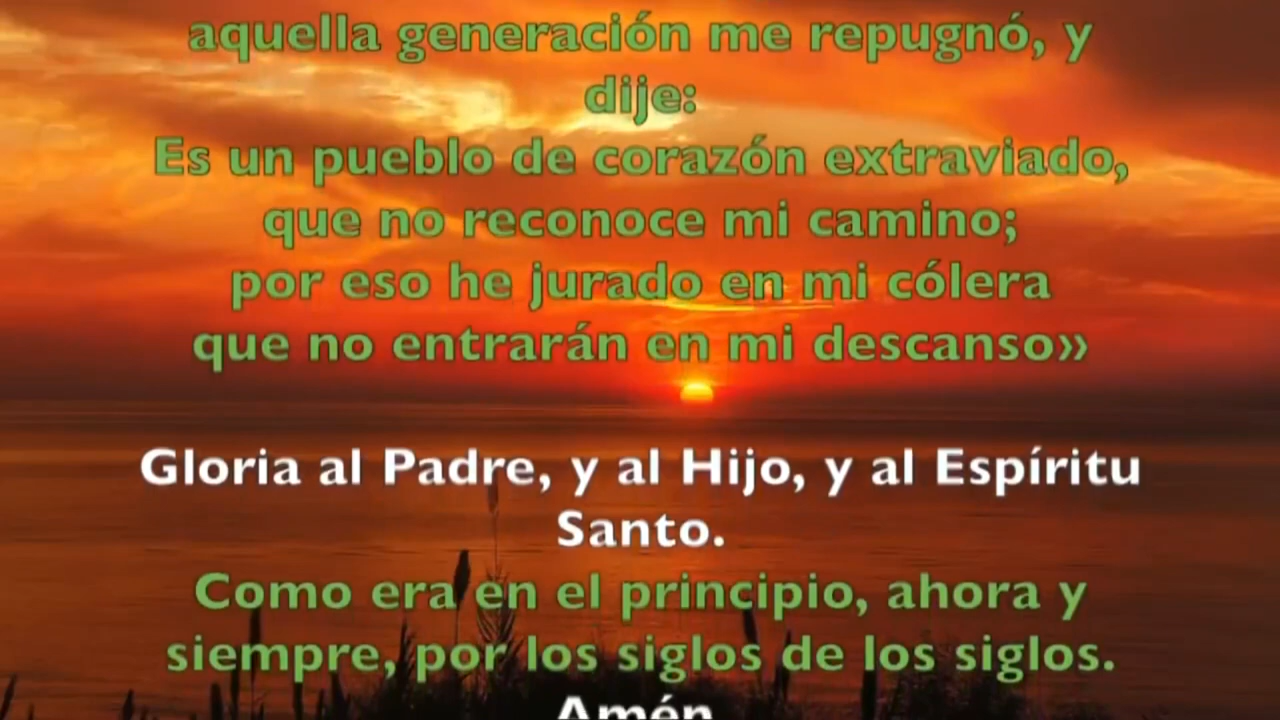 aquella generación me repugnó, y
dije:
Es un pueblo de corazón extraviado,
que no reconoce mi camino;
por eso he jurado en mi cólera
que no entrarán en mi descanso»
Gloria al Padre, y al Hijo, y al Espíritu
Santo.
Como era en el principio, ahora y
siempre, por los siglos de los siglos.
Amén